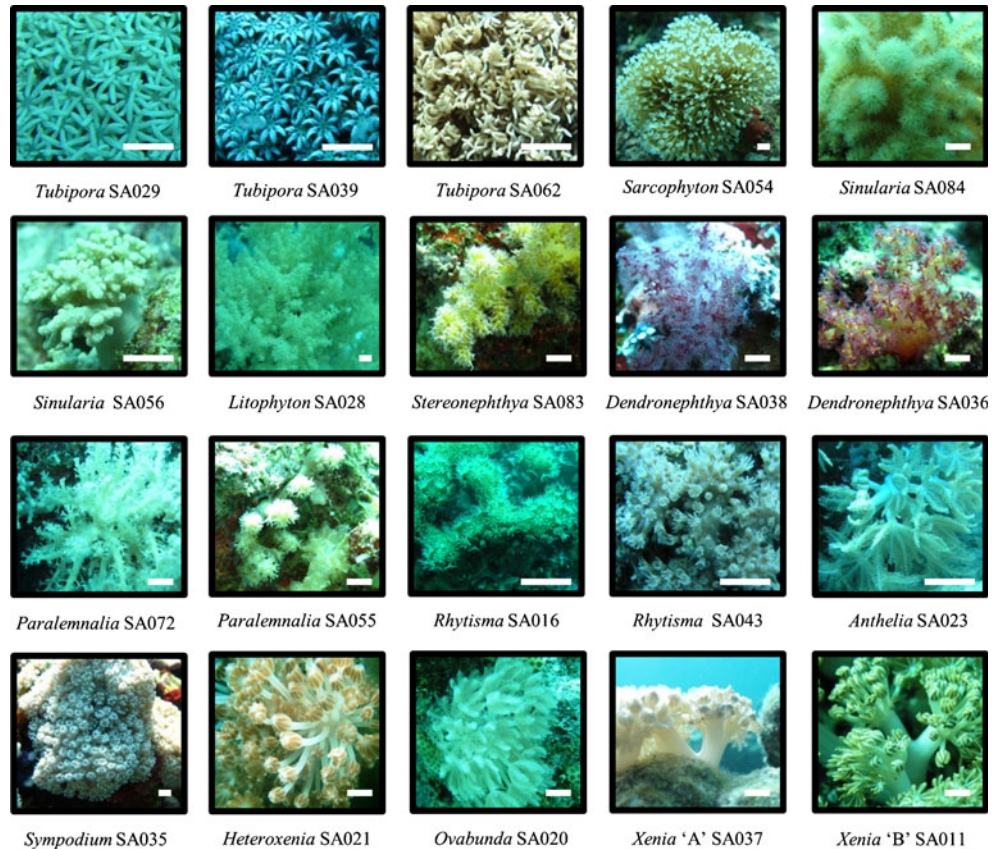 Tubipora SA029 Tubipora SA039 Tubipora SA062 Sarcophyton SA054 Sinularia SA084
Sinularia SA056 Litophyton SA028 Stereonephthya SA083 Dendronephthya SA038 Dendronephthya SA036
Paralemnalia SA072 Paralemnalia SA055 Rhytisma SA016 Rhytisma SA043 Anthelia SA023
Sympodium SA035 Heteroxenia SA021 Ovabunda SA020 Xenia ‘A’ SA037 Xenia ‘B’ SA011